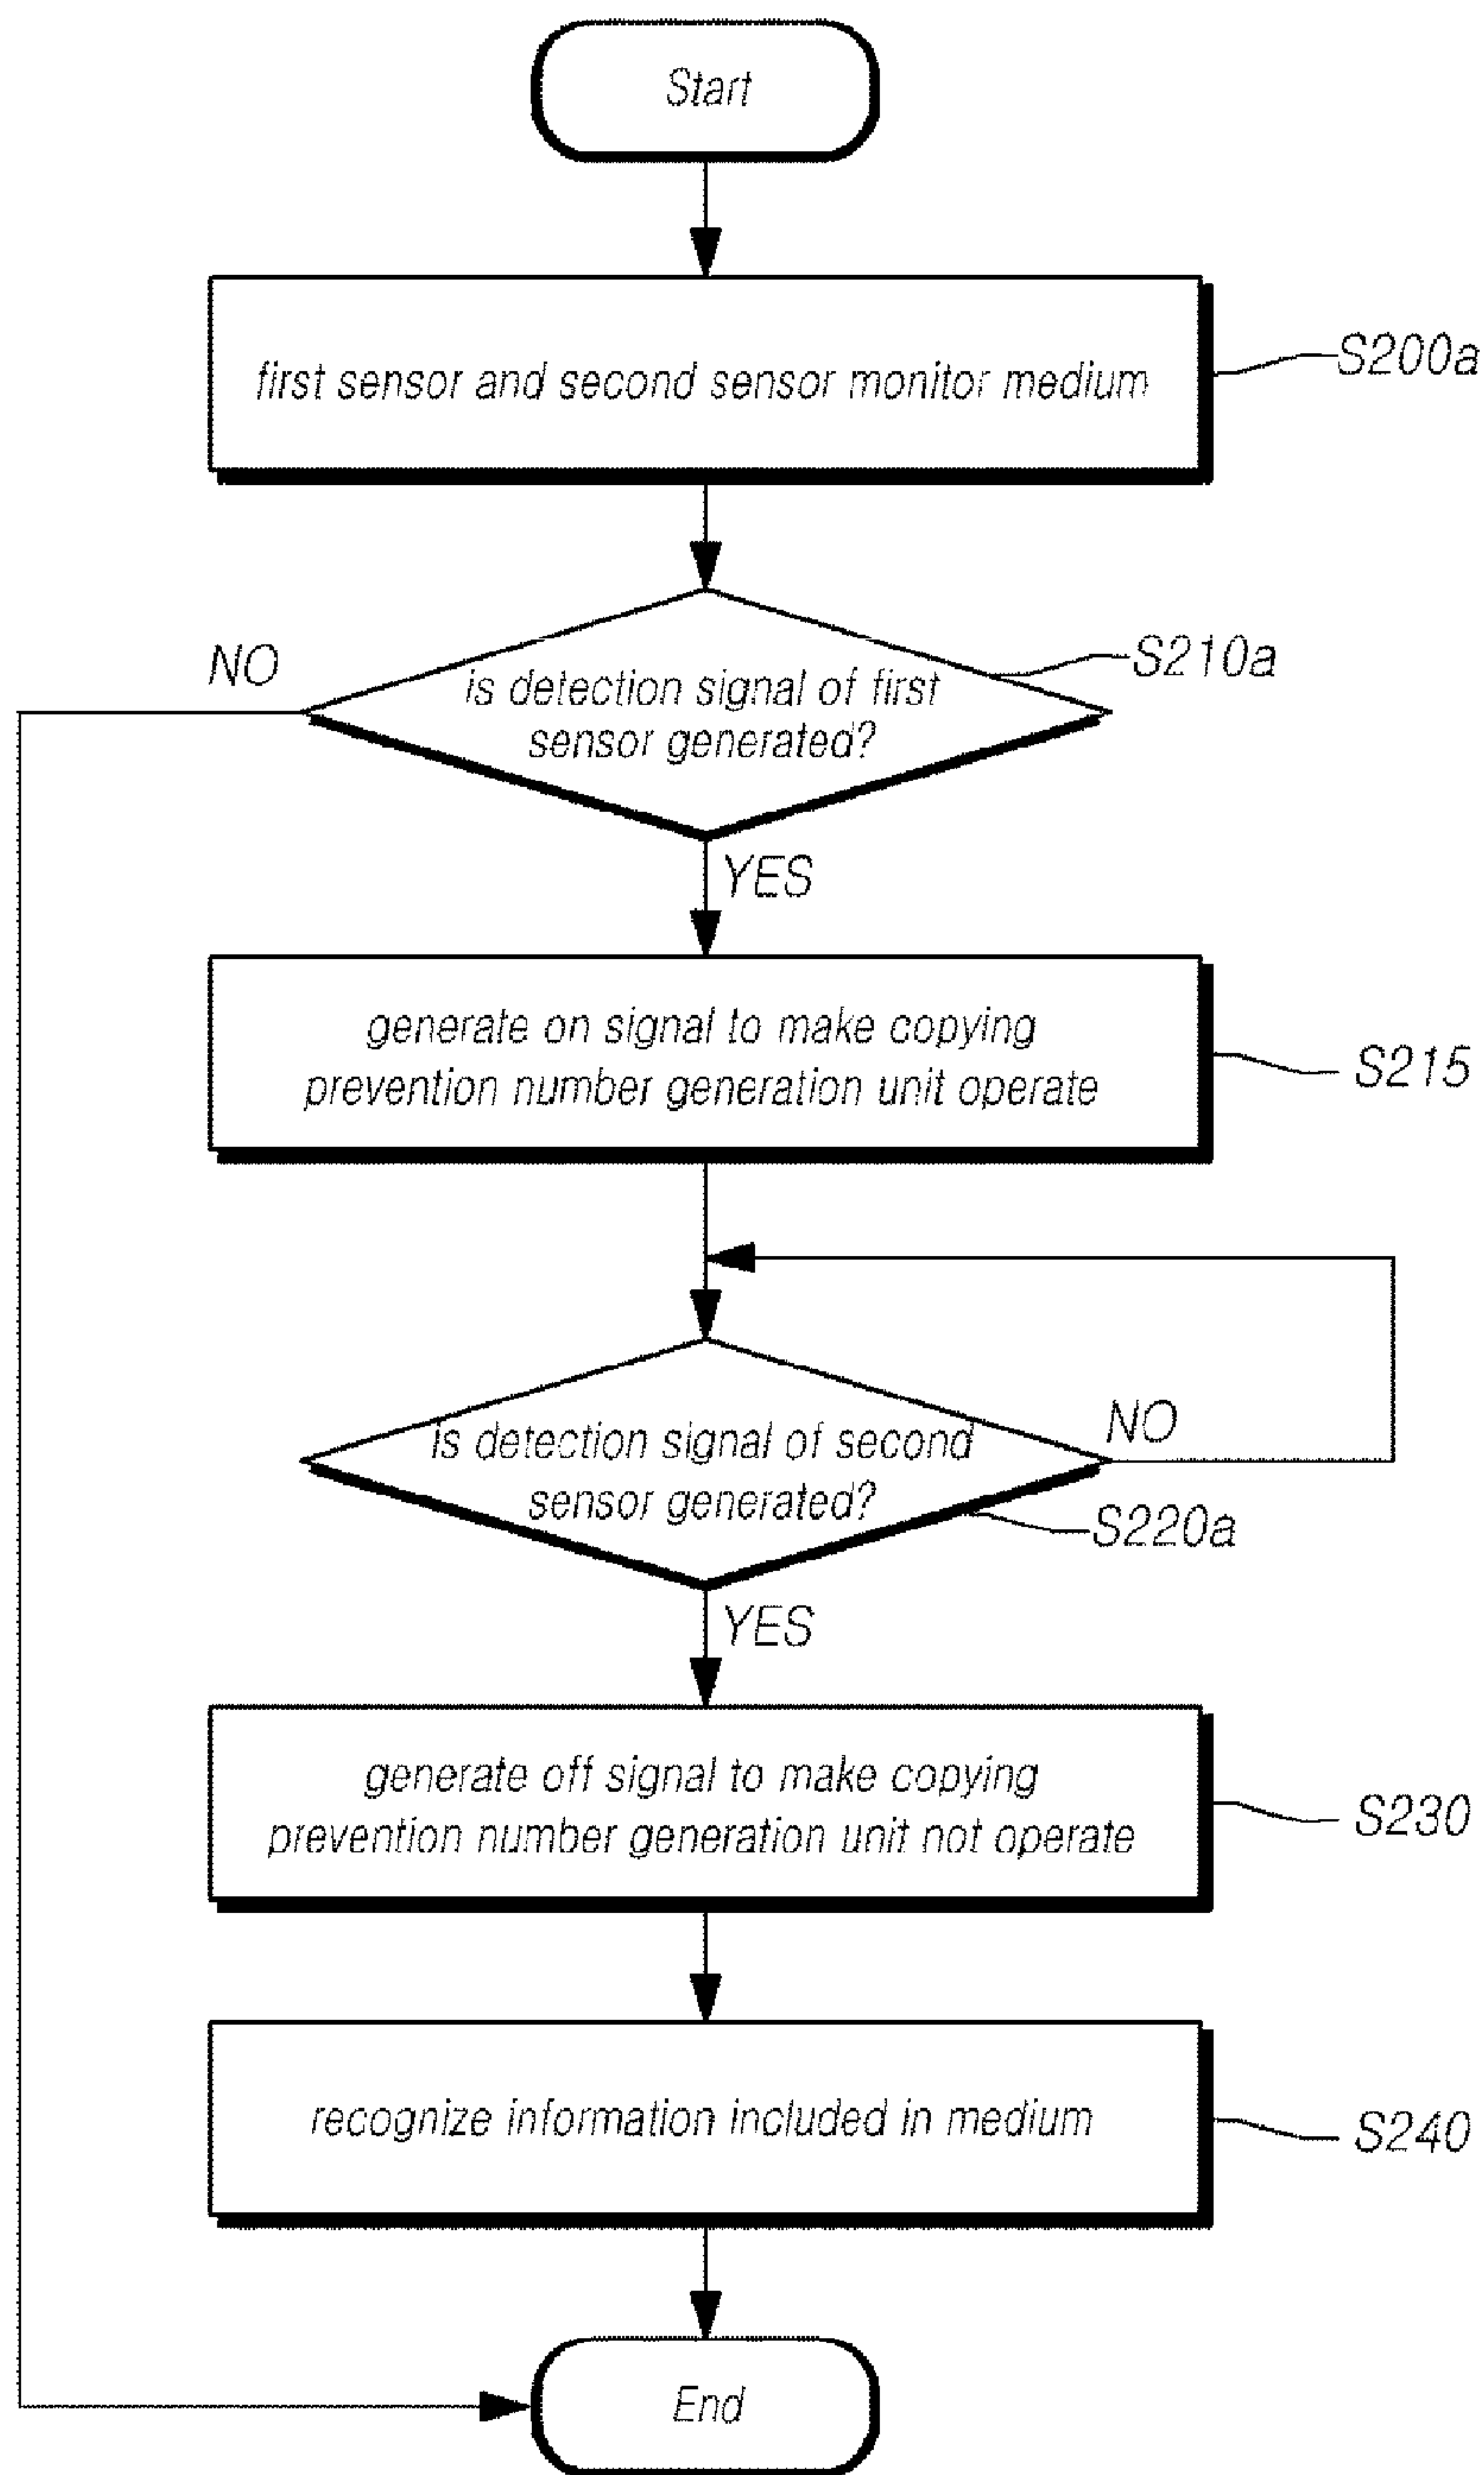 Start
first sensor and second sensor monitor medium
S200a
NO
S210a
is detection signal of first
sensor generated?
YES
generate on signal to make copying
prevention number generation unit operate
S215
is detection signal of second
sensor generated?
NO
S220a
YES
generate off signal to make copying
prevention number generation unit not operate
S230
recognize information included in medium
S240
End